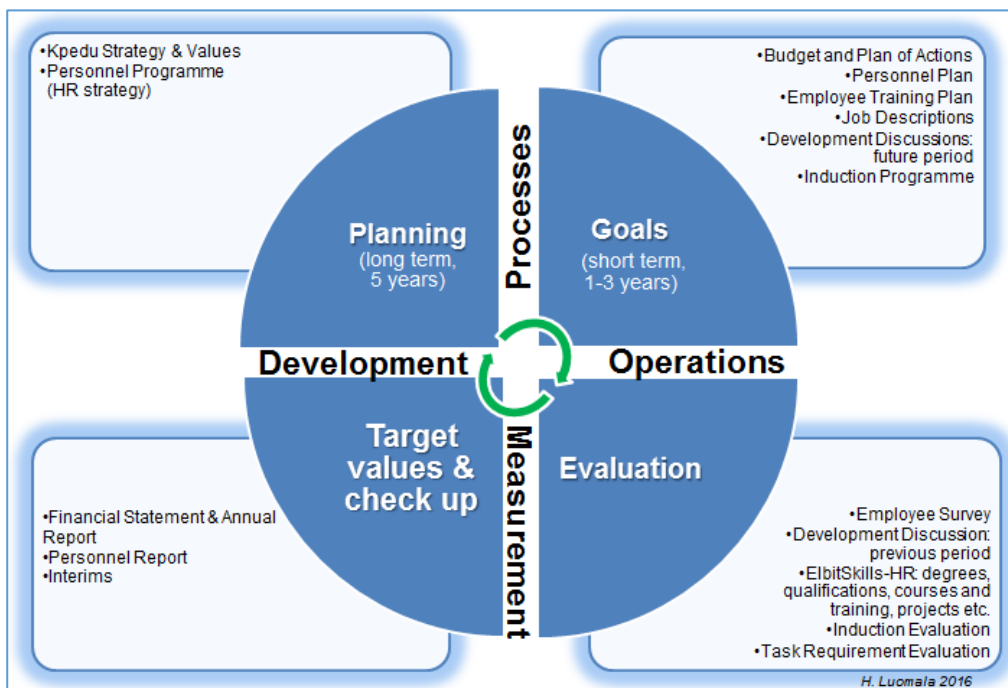 •Kpedu Strategy & Values
•Personnel Programme
(HR strategy)
•Budget and Plan of Actions
•Personnel Plan
•Employee Training Plan
•Job Descriptions
•Development Discussions:
future period
•Induction Programme
Processes
Planning
(long term,
5 years)
Goals
(short term,
1-3 years)
Development
Operations
Target
values &
check up
Measurement
Evaluation
•Financial Statement & Annual
Report
•Personnel Report
•Interims
•Employee Survey
•Development Discussion:
previous period
•ElbitSkills-HR: degrees,
qualifications, courses and
training, projects etc.
•Induction Evaluation
•Task Requirement Evaluation
H. Luomala 2016